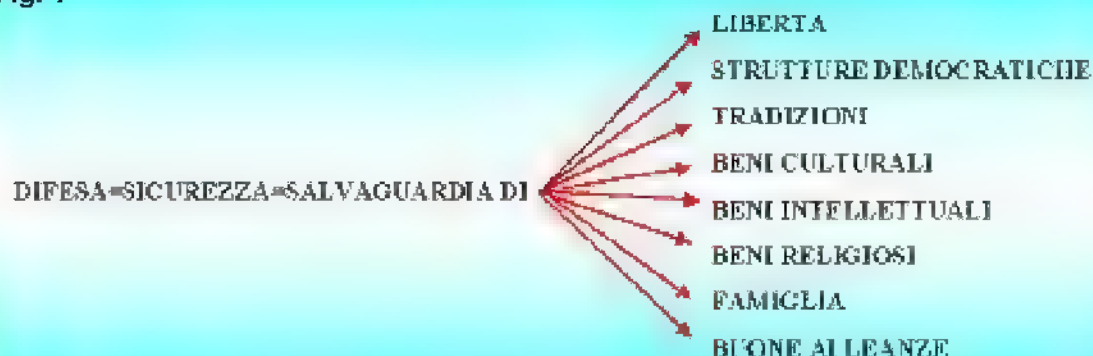 LIBERTA
STRUTTURE DEMOCRATICHE
TRADIZIONI
BENI CULTURALI
DIFESA=SICUREZZA=SALVAGUARDIA DI
BENI INTELLETTUALI
BENI RELIGIOSI
FAMIGLIA
BUONE ALLEANZE